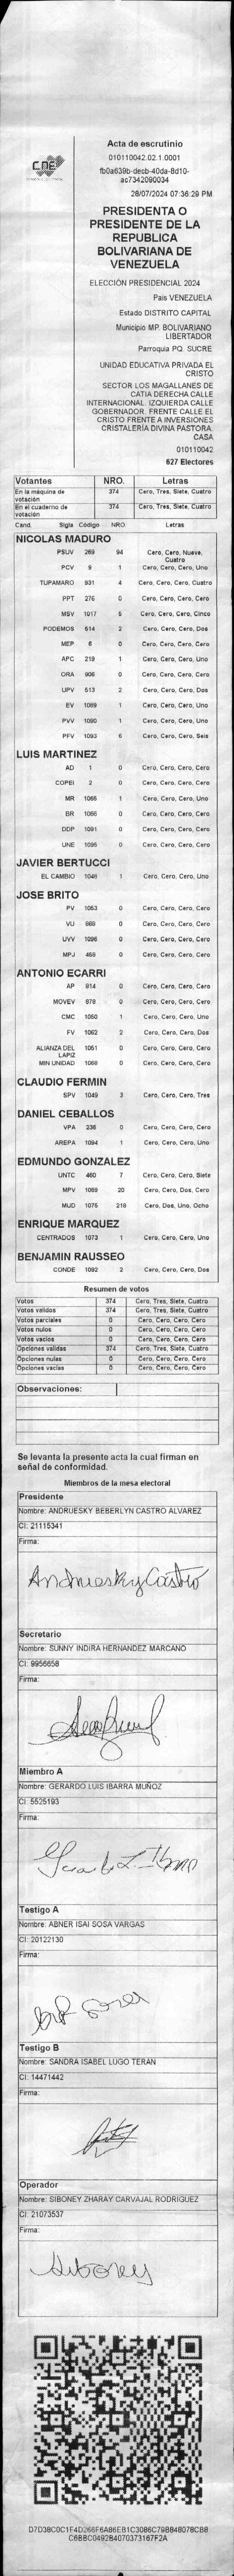 CNE
Acta de escrutinio
010110042.02.1.0001
fb0a639b-decb-40da-8d10-
ac7342090034
28/07/2024 07:36:29 PM
PRESIDENTA O
PRESIDENTE DE LA
REPUBLICA
BOLIVARIANA DE
VENEZUELA
ELECCIÓN PRESIDENCIAL 2024
País VENEZUELA
Estado DISTRITO CAPITAL
Municipio MP. BOLIVARIANO
LIBERTADOR
Parroquia PQ. SUCRE
UNIDAD EDUCATIVA PRIVADA EL
CRISTO
SECTOR LOS MAGALLANES DE
CATIA DERECHA CALLE
INTERNACIONAL. IZQUIERDA CALLE
GOBERNADOR. FRENTE CALLE EL
CRISTO FRENTE A INVERSIONES
CRISTALERÍA DIVINA PASTORA.
CASA
010110042
627 Electores
Votantes NRO. Letras
En la máquina de votación 374 Cero, Tres, Siete, Cuatro
En el cuaderno de votación 374 Cero, Tres, Siete, Cuatro
Cand. Sigla Código NRO. Letras
NICOLAS MADURO
PSUV 269 94 Cero, Cero, Nueve, Cuatro
PCV 9 1 Cero, Cero, Cero, Uno
TUPAMARO 931 4 Cero, Cero, Cero, Cuatro
PPT 276 0 Cero, Cero, Cero, Cero
MSV 1017 5 Cero, Cero, Cero, Cinco
PODEMOS 514 2 Cero, Cero, Cero, Dos
MEP 6 0 Cero, Cero, Cero, Cero
APC 219 1 Cero, Cero, Cero, Uno
ORA 906 0 Cero, Cero, Cero, Cero
UPV 513 2 Cero, Cero, Cero, Dos
EV 1089 1 Cero, Cero, Cero, Uno
PVV 1090 1 Cero, Cero, Cero, Uno
PFV 1093 6 Cero, Cero, Cero, Seis
LUIS MARTINEZ
AD 1 0 Cero, Cero, Cero, Cero
COPEI 2 0 Cero, Cero, Cero, Cero
MR 1065 1 Cero, Cero, Cero, Uno
BR 1056 0 Cero, Cero, Cero, Cero
DDP 1091 0 Cero, Cero, Cero, Cero
UNE 1095 0 Cero, Cero, Cero, Cero
JAVIER BERTUCCI
EL CAMBIO 1046 1 Cero, Cero, Cero, Uno
JOSE BRITO
PV 1053 0 Cero, Cero, Cero, Cero
VU 988 0 Cero, Cero, Cero, Cero
UVV 1096 0 Cero, Cero, Cero, Cero
MPJ 459 0 Cero, Cero, Cero, Cero
ANTONIO ECARRI
AP 914 0 Cero, Cero, Cero, Cero
MOVEV 978 0 Cero, Cero, Cero, Cero
CMC 1050 1 Cero, Cero, Cero, Uno
FV 1062 2 Cero, Cero, Cero, Dos
ALIANZA DEL LAPIZ 1051 0 Cero, Cero, Cero, Cero
MIN UNIDAD 1088 0 Cero, Cero, Cero, Cero
CLAUDIO FERMIN
SPV 1049 3 Cero, Cero, Cero, Tres
DANIEL CEBALLOS
VPA 236 0 Cero, Cero, Cero, Cero
AREPA 1094 1 Cero, Cero, Cero, Uno
EDMUNDO GONZALEZ
UNTC 460 7 Cero, Cero, Cero, Siete
MPV 1069 20 Cero, Cero, Dos, Cero
MUD 1075 218 Cero, Dos, Uno, Ocho
ENRIQUE MARQUEZ
CENTRADOS 1073 1 Cero, Cero, Cero, Uno
BENJAMIN RAUSSEO
CONDE 1092 2 Cero, Cero, Cero, Dos
Resumen de votos
Votos 374 Cero, Tres, Siete, Cuatro
Votos validos 374 Cero, Tres, Siete, Cuatro
Votos parciales 0 Cero, Cero, Cero, Cero
Votos nulos 0 Cero, Cero, Cero, Cero
Votos vacios 0 Cero, Cero, Cero, Cero
Opciones validas 374 Cero, Tres, Siete, Cuatro
Opciones nulas 0 Cero, Cero, Cero, Cero
Opciones vacias 0 Cero, Cero, Cero, Cero
Observaciones:
Se levanta la presente acta la cual firman en
señal de conformidad.
Miembros de la mesa electoral
Presidente
Nombre: ANDRUESKY BEBERLYN CASTRO ALVAREZ
CI: 21115341
Firma:
Andruesky Castro
Secretario
Nombre: SUNNY INDIRA HERNANDEZ MARCANO
CI: 9956658
Firma:
Miembro A
Nombre: GERARDO LUIS IBARRA MUÑOZ
CI: 5525193
Firma:
Testigo A
Nombre: ABNER ISAI SOSA VARGAS
CI: 20122130
Firma:
Testigo B
Nombre: SANDRA ISABEL LUGO TERAN
CI: 14471442
Firma:
Operador
Nombre: SIBONEY ZHARAY CARVAJAL RODRIGUEZ
CI: 21073537
Firma:
Siboney
D7D38C0C1F4D266F6A86EB1C3086C79BB48078CB8
C6BBC0492B4070373167F2A